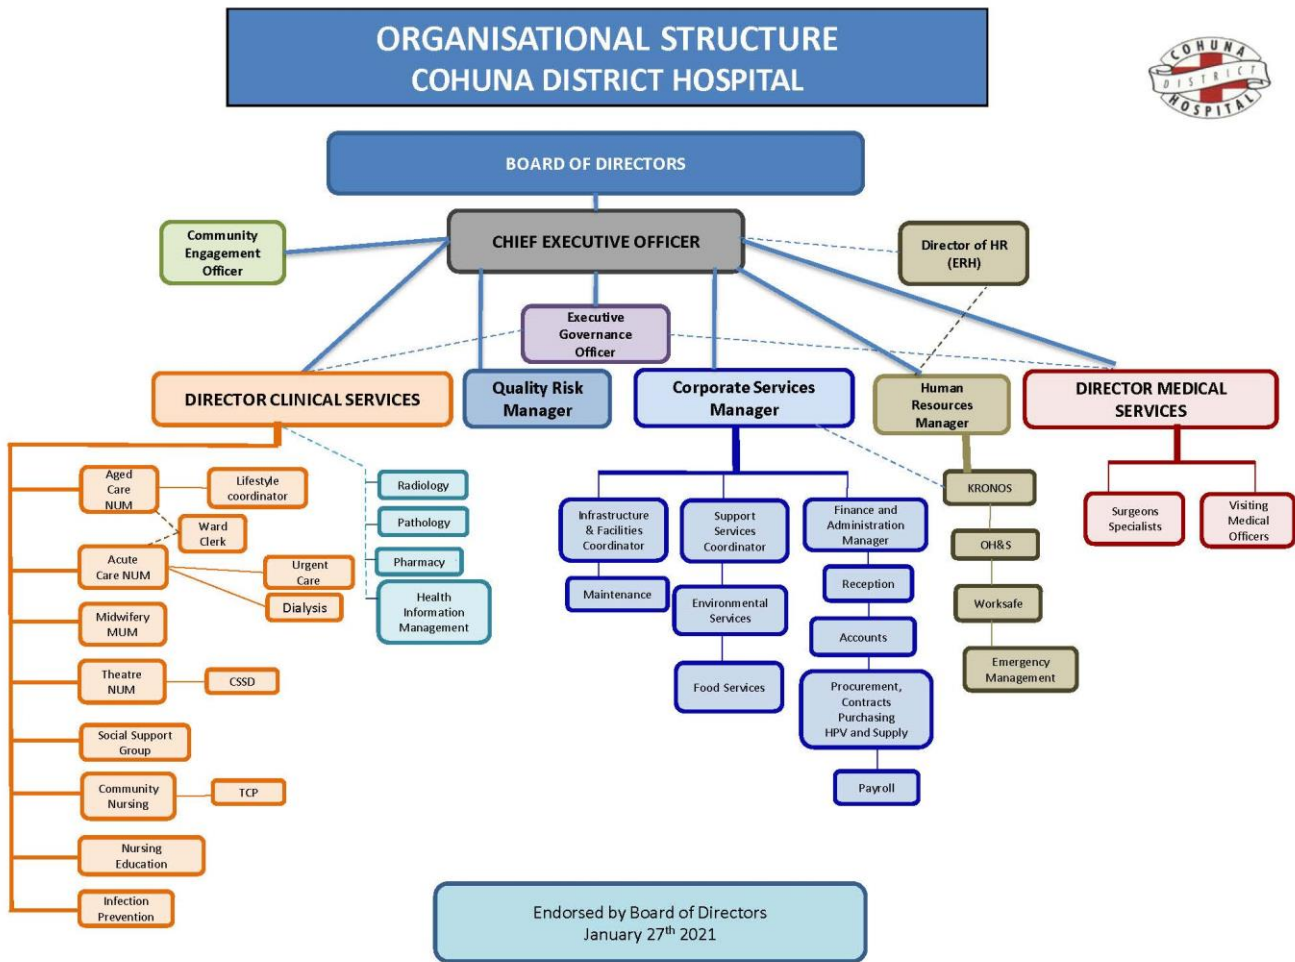 ORGANISATIONAL STRUCTURE
COHUNA DISTRICT HOSPITAL
COHUNA
DISTRICT
HOSPITAL
BOARD OF DIRECTORS
Community
Engagement
Officer
CHIEF EXECUTIVE OFFICER
Director of HR
(ERH)
Executive
Governance
Officer
DIRECTOR CLINICAL SERVICES
Quality Risk
Manager
Corporate Services
Manager
Human
Resources
Manager
DIRECTOR MEDICAL
SERVICES
Aged
Care
NUM
Lifestyle
coordinator
Ward
Clerk
Acute
Care NUM
Urgent
Care
Dialysis
Midwifery
MUM
Theatre
NUM
CSSD
Social Support
Group
Community
Nursing
TCP
Nursing
Education
Infection
Prevention
Radiology
Pathology
Pharmacy
Health
Information
Management
Infrastructure
& Facilities
Coordinator
Maintenance
Support
Services
Coordinator
Environmental
Services
Food Services
Finance and
Administration
Manager
Reception
Accounts
Procurement,
Contracts
Purchasing
HPV and Supply
Payroll
KRONOS
OH&S
Worksafe
Emergency
Management
Surgeons
Specialists
Visiting
Medical
Officers
Endorsed by Board of Directors
January 27th 2021